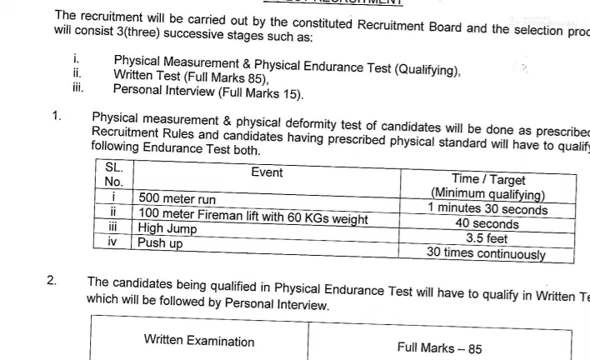 The recruitment will be carried out by the constituted Recruitment Board and the selection
will consist 3(three) successive stages such as:
i. Physical Measurement & Physical Endurance Test (Qualifying),
ii. Written Test (Full Marks 85),
iii. Personal Interview (Full Marks 15).
1. Physical measurement & physical deformity test of candidates will be done as prescribed
Recruitment Rules and candidates having prescribed physical standard will have to
following Endurance Test both.
SL. No. Event Time / Target (Minimum qualifying)
i 500 meter run 1 minutes 30 seconds
ii 100 meter Fireman lift with 60 KGs weight 40 seconds
iii High Jump 3.5 feet
iv Push up 30 times continuously
2. The candidates being qualified in Physical Endurance Test will have to qualify in Written
which will be followed by Personal Interview.
Written Examination Full Marks – 85